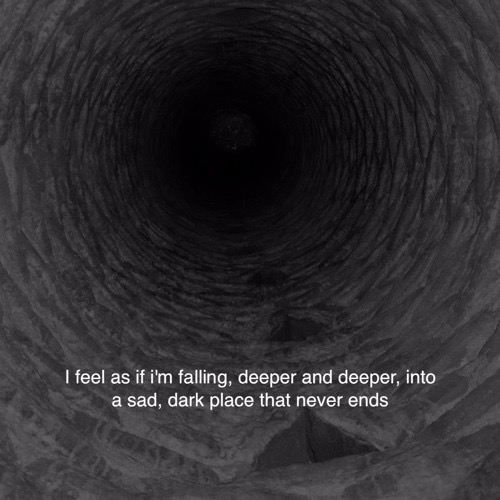 I feel as if i'm falling, deeper and deeper, into
a sad, dark place that never ends